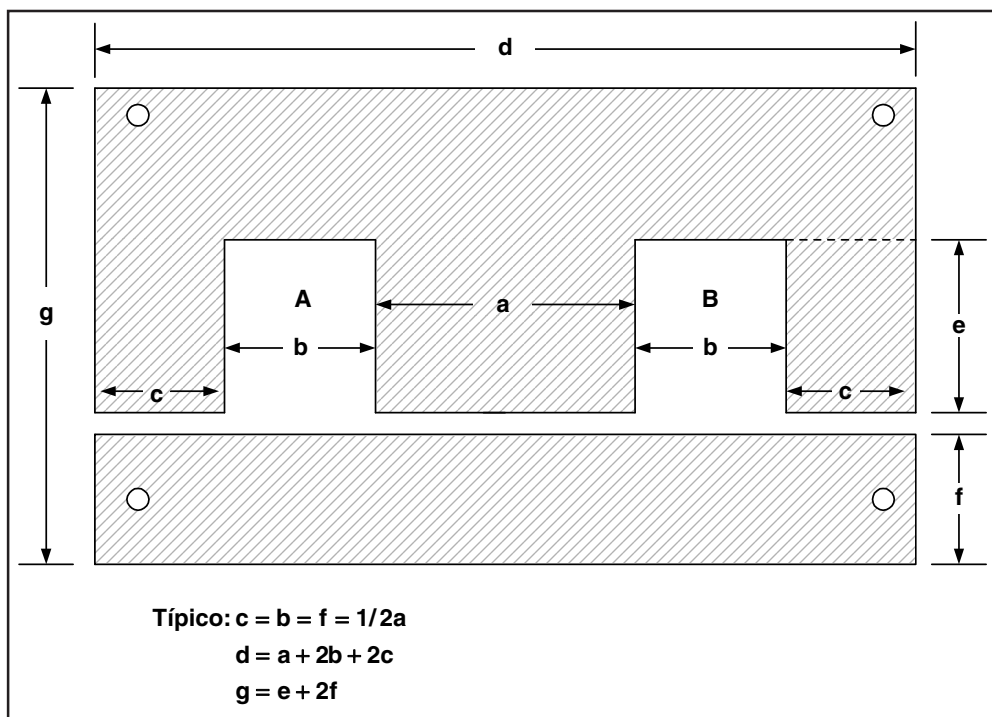 d
g
A
a
B
e
b
b
c
c
f
Típico: c = b = f = 1/2a
d = a + 2b + 2c
g = e + 2f